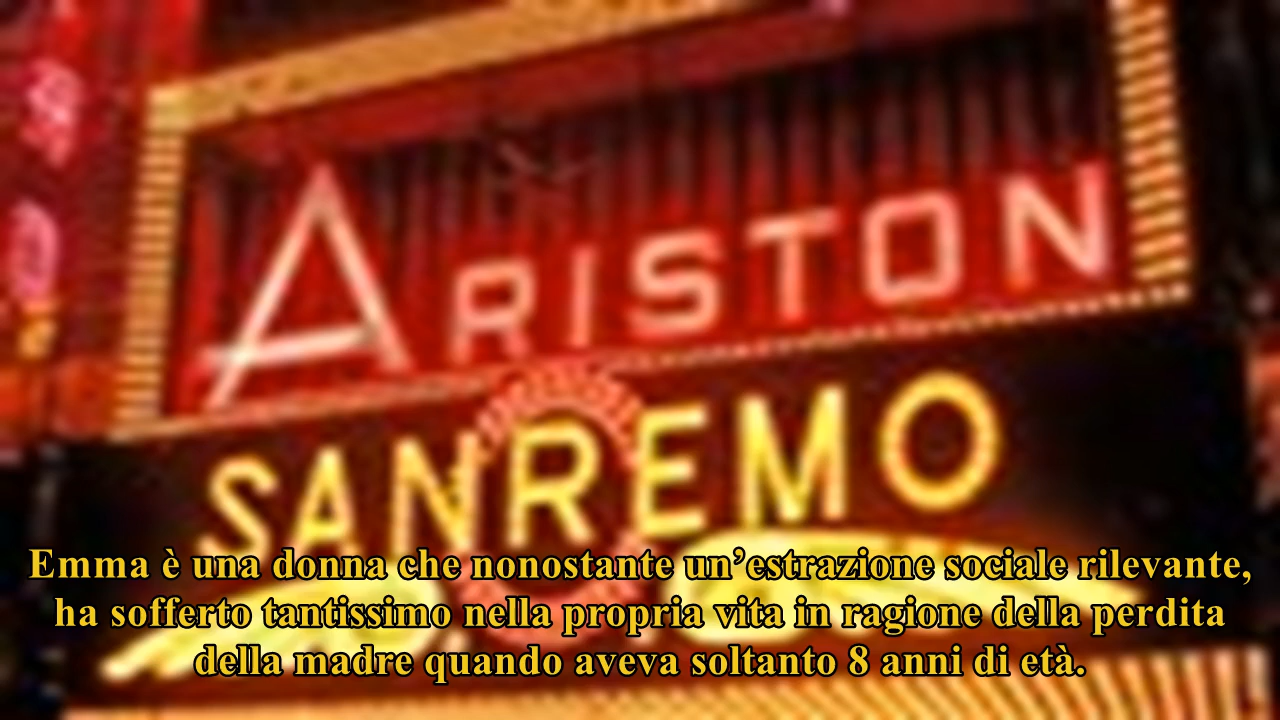 ARISTON
SANREMO
Emma è una donna che nonostante un’estrazione sociale rilevante,
ha sofferto tantissimo nella propria vita in ragione della perdita
della madre quando aveva soltanto 8 anni di età.